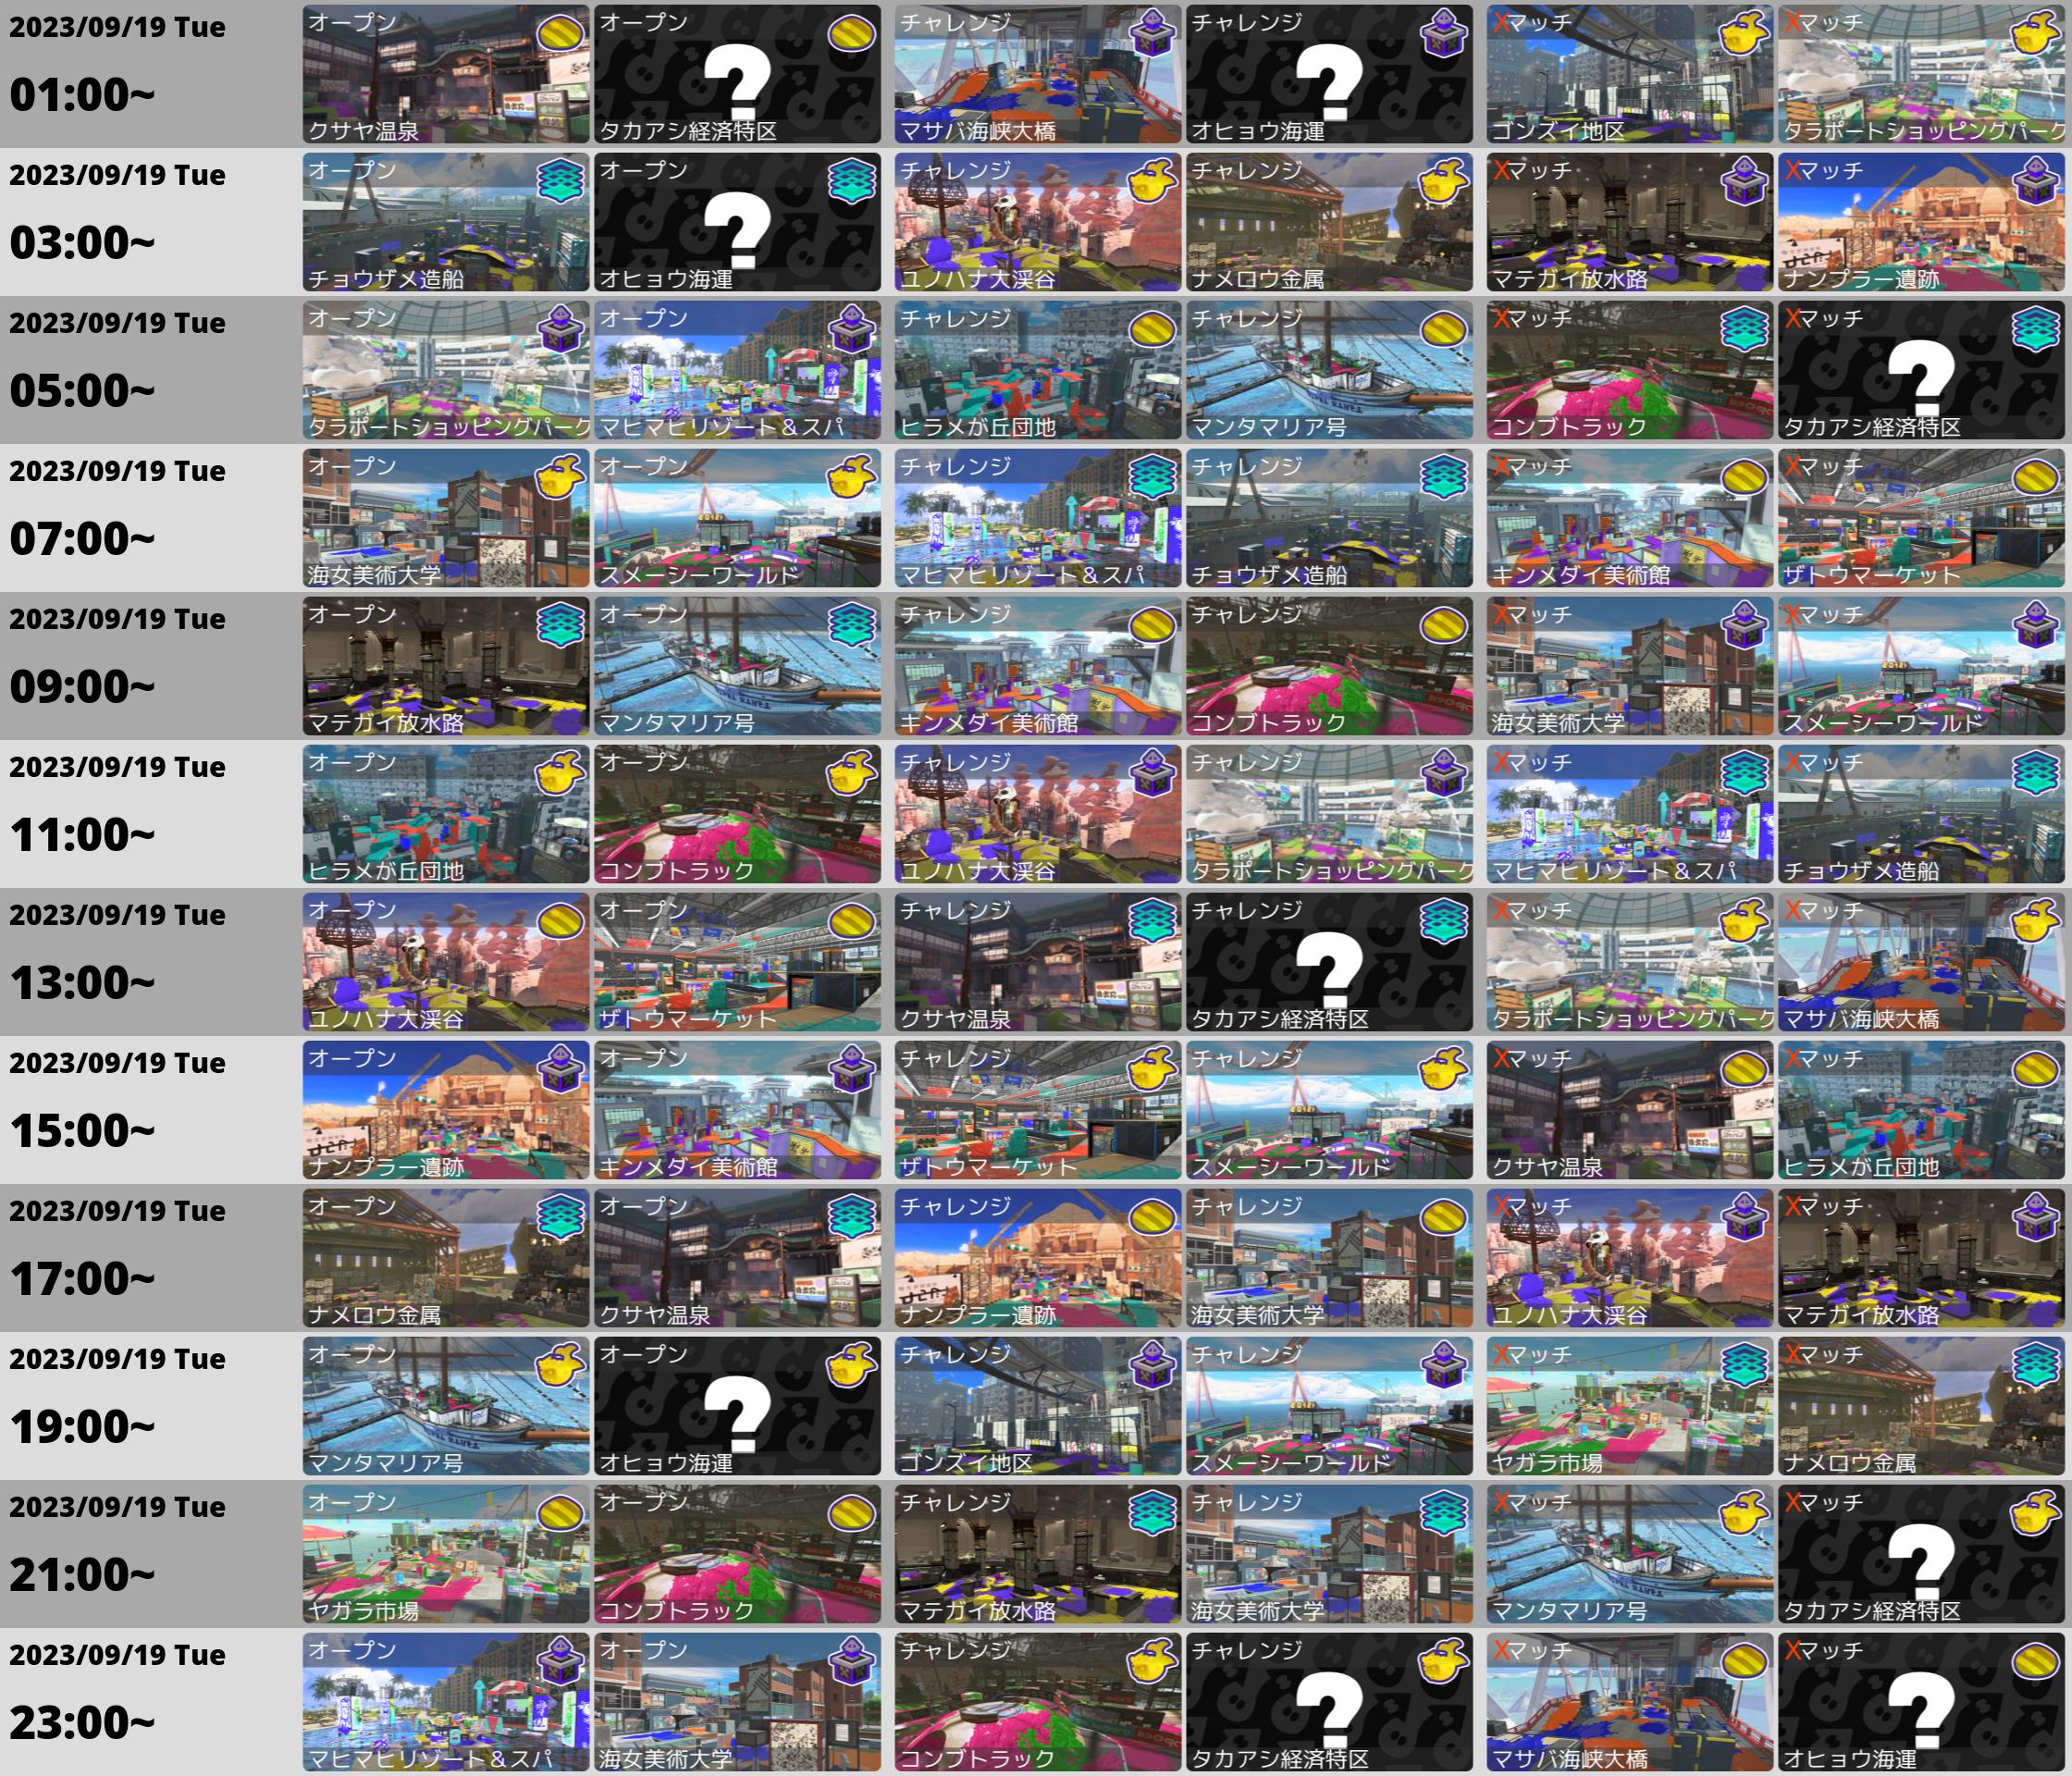 2023/09/19 Tue
01:00~
オープン
クサヤ温泉
オープン
タカアシ経済特区
チャレンジ
マサバ海峡大橋
チャレンジ
オヒョウ海運
Xマッチ
ゴンズイ地区
Xマッチ
タラポートショッピングパーク
2023/09/19 Tue
03:00~
オープン
チョウザメ造船
オープン
オヒョウ海運
チャレンジ
ユノハナ大渓谷
チャレンジ
ナメロウ金属
Xマッチ
マテガイ放水路
Xマッチ
ナンプラー遺跡
2023/09/19 Tue
05:00~
オープン
タラポートショッピングパーク
オープン
マヒマヒリゾート＆スパ
チャレンジ
ヒラメが丘団地
チャレンジ
マンタマリア号
Xマッチ
コンブトラック
Xマッチ
タカアシ経済特区
2023/09/19 Tue
07:00~
オープン
海女美術大学
オープン
スメーシーワールド
チャレンジ
マヒマヒリゾート＆スパ
チャレンジ
チョウザメ造船
Xマッチ
キンメダイ美術館
Xマッチ
ザトウマーケット
2023/09/19 Tue
09:00~
オープン
マテガイ放水路
オープン
マンタマリア号
チャレンジ
キンメダイ美術館
チャレンジ
コンブトラック
Xマッチ
海女美術大学
Xマッチ
スメーシーワールド
2023/09/19 Tue
11:00~
オープン
ヒラメが丘団地
オープン
コンブトラック
チャレンジ
ユノハナ大渓谷
チャレンジ
タラポートショッピングパーク
Xマッチ
マヒマヒリゾート＆スパ
Xマッチ
チョウザメ造船
2023/09/19 Tue
13:00~
オープン
ユノハナ大渓谷
オープン
ザトウマーケット
チャレンジ
クサヤ温泉
チャレンジ
タカアシ経済特区
Xマッチ
タラポートショッピングパーク
Xマッチ
マサバ海峡大橋
2023/09/19 Tue
15:00~
オープン
ナンプラー遺跡
オープン
キンメダイ美術館
チャレンジ
ザトウマーケット
チャレンジ
スメーシーワールド
Xマッチ
クサヤ温泉
Xマッチ
ヒラメが丘団地
2023/09/19 Tue
17:00~
オープン
ナメロウ金属
オープン
クサヤ温泉
チャレンジ
ナンプラー遺跡
チャレンジ
海女美術大学
Xマッチ
ユノハナ大渓谷
Xマッチ
マテガイ放水路
2023/09/19 Tue
19:00~
オープン
マンタマリア号
オープン
オヒョウ海運
チャレンジ
ゴンズイ地区
チャレンジ
スメーシーワールド
Xマッチ
ヤガラ市場
Xマッチ
ナメロウ金属
2023/09/19 Tue
21:00~
オープン
ヤガラ市場
オープン
コンブトラック
チャレンジ
マテガイ放水路
チャレンジ
海女美術大学
Xマッチ
マンタマリア号
Xマッチ
タカアシ経済特区
2023/09/19 Tue
23:00~
オープン
マヒマヒリゾート＆スパ
オープン
海女美術大学
チャレンジ
コンブトラック
チャレンジ
タカアシ経済特区
Xマッチ
マサバ海峡大橋
Xマッチ
オヒョウ海運